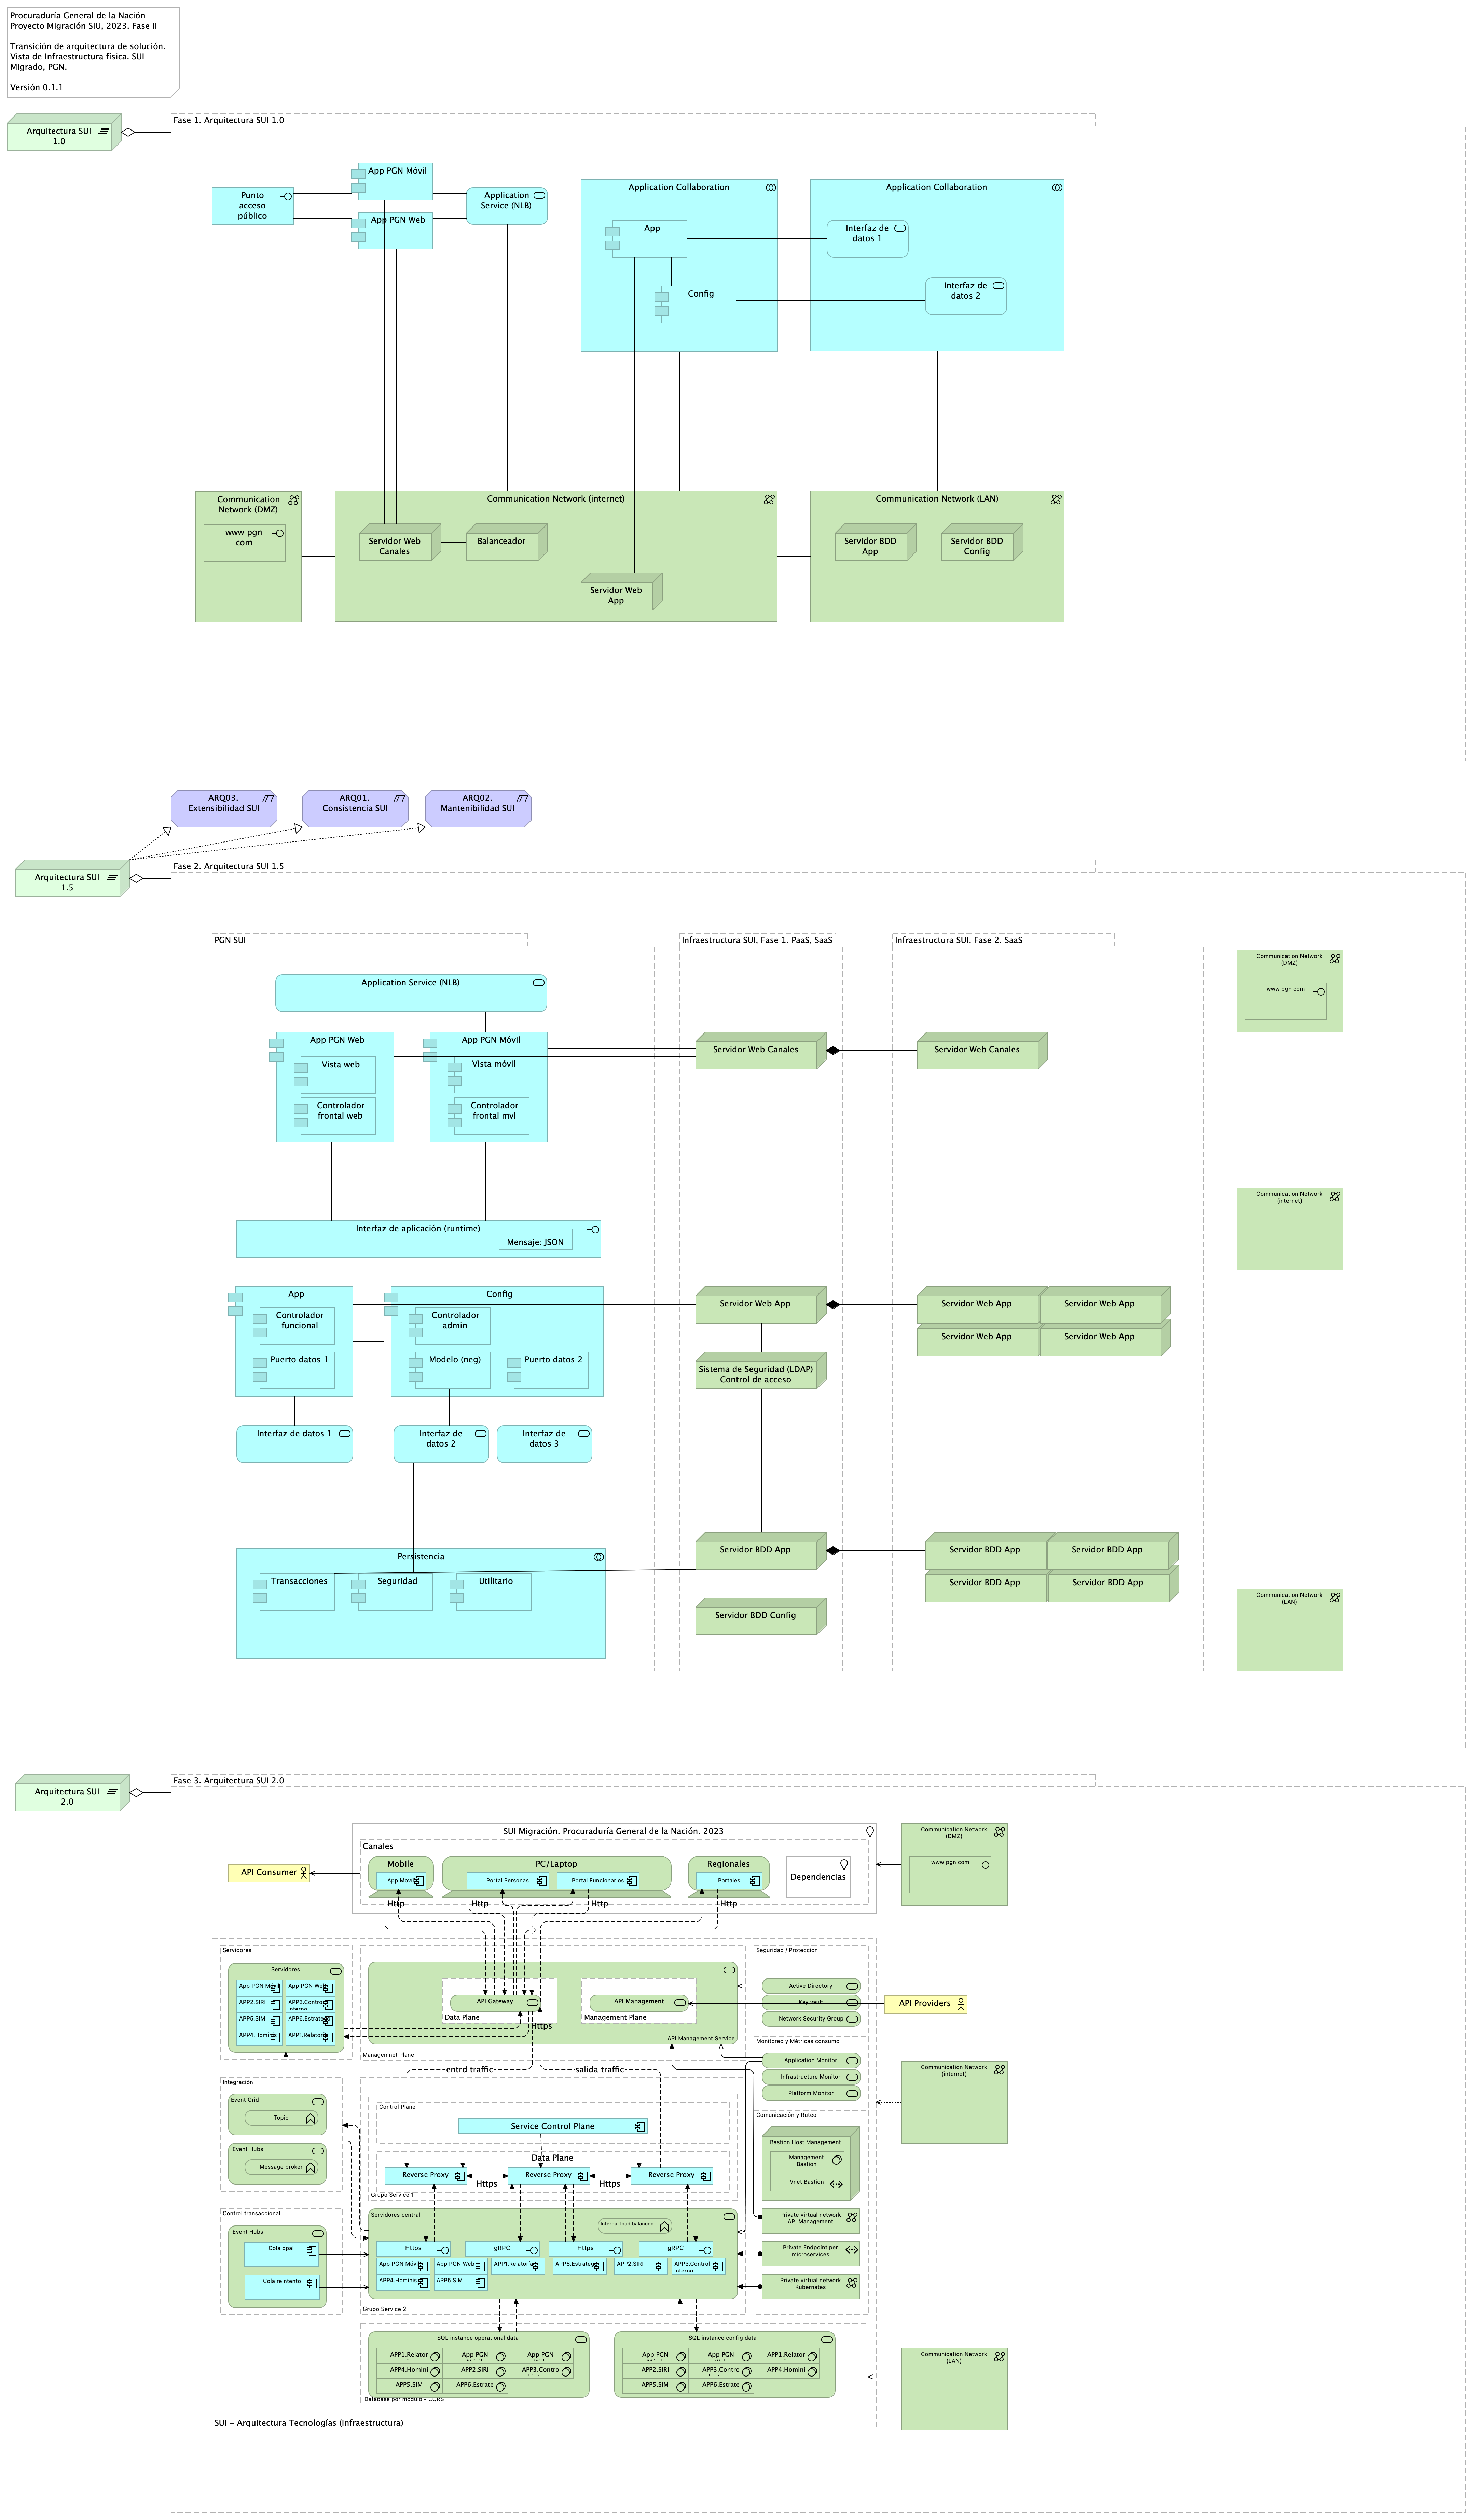 Procuraduría General de la Nación
Proyecto Migración SIU, 2023. Fase II
Transición de arquitectura de solución.
Vista de Infraestructura física. SUI
Migrado, PGN.
Versión 0.1.1
Arquitectura SUI
1.0
Fase 1. Arquitectura SUI 1.0
Punto
acceso
público
App PGN Móvil
App PGN Web
Application
Service (NLB)
Application Collaboration
App
Config
Application Collaboration
Interfaz de
datos 1
Interfaz de
datos 2
Communication
Network (DMZ)
www pgn
com
Communication Network (internet)
Servidor Web
Canales
Balanceador
Servidor Web
App
Communication Network (LAN)
Servidor BDD
App
Servidor BDD
Config
ARQ03.
Extensibilidad SUI
ARQ01.
Consistencia SUI
ARQ02.
Mantenibilidad SUI
Arquitectura SUI
1.5
Fase 2. Arquitectura SUI 1.5
PGN SUI
Application Service (NLB)
App PGN Web
Vista web
Controlador
frontal web
App PGN Móvil
Vista móvil
Controlador
frontal mvl
Interfaz de aplicación (runtime)
Mensaje: JSON
App
Controlador
funcional
Puerto datos 1
Config
Controlador
admin
Modelo (neg)
Puerto datos 2
Interfaz de datos 1
Interfaz de
datos 2
Interfaz de
datos 3
Persistencia
Transacciones
Seguridad
Utilitario
Infraestructura SUI, Fase 1. PaaS, SaaS
Servidor Web Canales
Servidor Web App
Sistema de Seguridad (LDAP)
Control de acceso
Servidor BDD App
Servidor BDD Config
Infraestructura SUI. Fase 2. SaaS
Servidor Web Canales
Servidor Web App
Servidor Web App
Servidor Web App
Servidor Web App
Servidor BDD App
Servidor BDD App
Servidor BDD App
Servidor BDD App
Communication Network
(DMZ)
www pgn com
Communication Network
(internet)
Communication Network
(LAN)
Arquitectura SUI
2.0
Fase 3. Arquitectura SUI 2.0
SUI Migración. Procuraduría General de la Nación. 2023
Canales
Mobile
App Movil
PC/Laptop
Portal Personas
Portal Funcionarios
Regionales
Portales
Dependencias
API Consumer
Http
Http
Http
Http
Communication Network
(DMZ)
www pgn com
Servidores
Servidores
App PGN Mó
App PGN Web
APP2.SIRI
APP3.Control
interno
APP5.SIM
APP6.Estrateg
APP4.Hominis
APP1.Relatoría
API Gateway
Data Plane
Https
API Management
Management Plane
API Management Service
Managmnet Plane
Seguridad / Protección
Active Directory
Kay vault
Network Security Group
API Providers
Monitoreo y Métricas consumo
Application Monitor
Infrastructure Monitor
Platform Monitor
Communication Network
(internet)
entrd traffic
salida traffic
Integración
Event Grid
Topic
Event Hubs
Message broker
Control Plane
Service Control Plane
Data Plane
Reverse Proxy
Https
Reverse Proxy
Https
Reverse Proxy
Grupo Service 1
Comunicación y Ruteo
Bastion Host Management
Management
Bastion
Vnet Bastion
Private virtual network
API Management
Private Endpoint per
microservices
Private virtual network
Kubernates
Control transaccional
Event Hubs
Cola ppal
Cola reintento
Servidores central
Internal load balanced
Https
gRPC
Https
gRPC
App PGN Móvil
App PGN Web
APP1.Relatoría
APP6.Estrateg
APP2.SIRI
APP3.Control
interno
APP4.Hominis
APP5.SIM
Grupo Service 2
SQL instance operational data
APP1.Relator
App PGN
App PGN
APP4.Homini
APP2.SIRI
APP3.Contro
APP5.SIM
APP6.Estrate
SQL instance config data
App PGN
App PGN
APP1.Relator
APP2.SIRI
APP3.Contro
APP4.Homini
APP5.SIM
APP6.Estrate
Database por modulo - CQRS
SUI - Arquitectura Tecnologías (infraestructura)
Communication Network
(LAN)